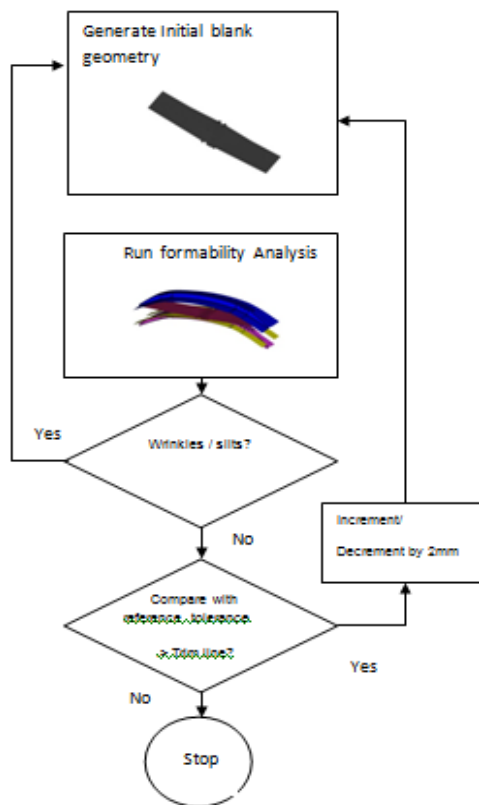 Generate Initial blank
geometry
Run formability Analysis
Yes
Wrinkles / slits?
No
Increment/
Decrement by 2mm
Compare with
referance tolerance
> Trim line?
Yes
No
Stop